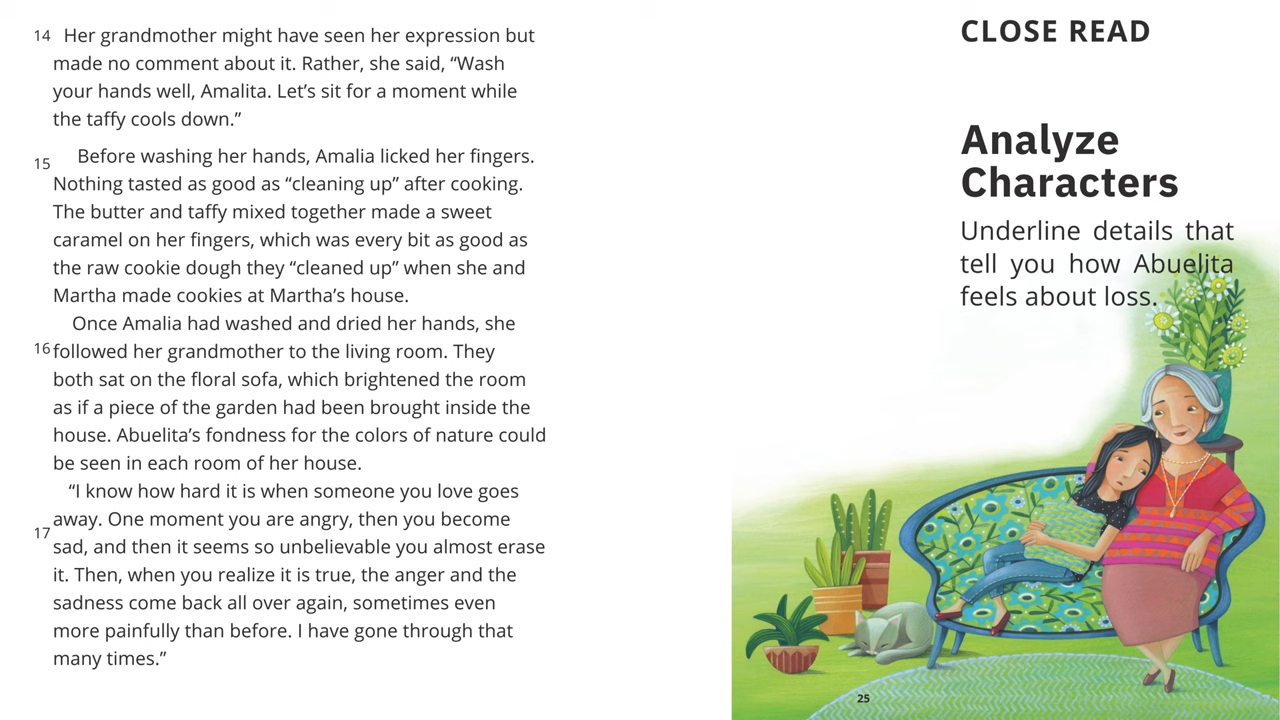 14 Her grandmother might have seen her expression but
made no comment about it. Rather, she said, “Wash
your hands well, Amalita. Let’s sit for a moment while
the taffy cools down.”
15 Before washing her hands, Amalia licked her fingers.
Nothing tasted as good as “cleaning up” after cooking.
The butter and taffy mixed together made a sweet
caramel on her fingers, which was every bit as good as
the raw cookie dough they “cleaned up” when she and
Martha made cookies at Martha’s house.
Once Amalia had washed and dried her hands, she
16 followed her grandmother to the living room. They
both sat on the floral sofa, which brightened the room
as if a piece of the garden had been brought inside the
house. Abuelita’s fondness for the colors of nature could
be seen in each room of her house.
“I know how hard it is when someone you love goes
away. One moment you are angry, then you become
17 sad, and then it seems so unbelievable you almost erase
it. Then, when you realize it is true, the anger and the
sadness come back all over again, sometimes even
more painfully than before. I have gone through that
many times.”
CLOSE READ
Analyze
Characters
Underline details that
tell you how Abuelita
feels about loss.
25